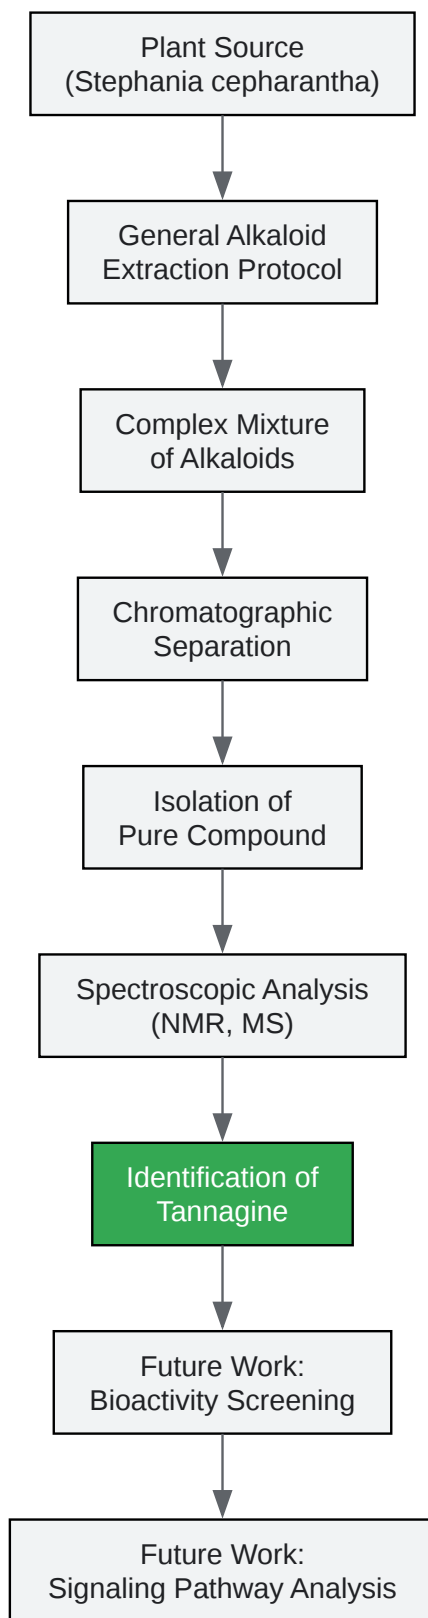 Plant Source
(Stephania cepharantha)
General Alkaloid
Extraction Protocol
Complex Mixture
of Alkaloids
Chromatographic
Separation
Isolation of
Pure Compound
Spectroscopic Analysis
(NMR, MS)
Identification of
Tannagine
Future Work:
Bioactivity Screening
Future Work:
Signaling Pathway Analysis